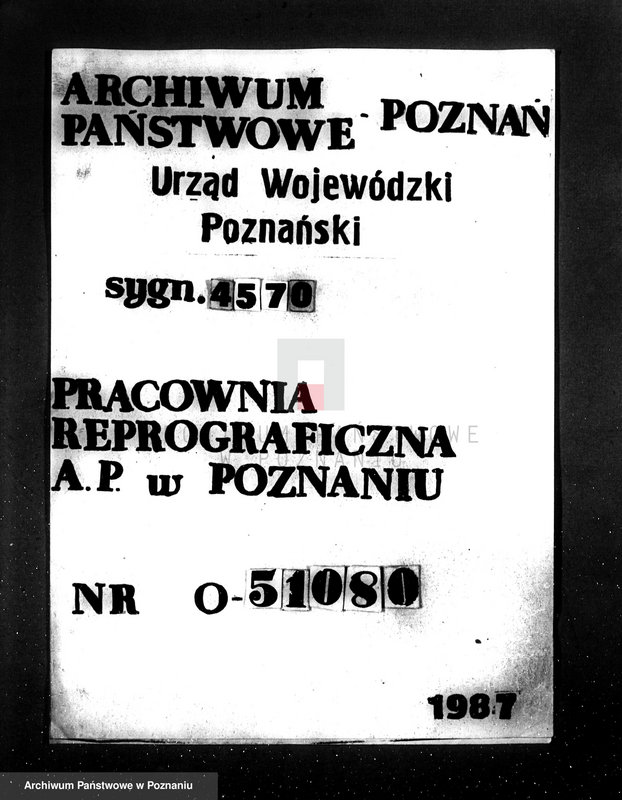 ARCHIWUM
PAŃSTWOWE - POZNAŃ
Urząd Wojewódzki
Poznański
sygn. 4570
PRACOWNIA
REPROGRAFICZNA
A.P. w POZNANIU
NR O-51080
1987
Archiwum Państwowe w Poznaniu